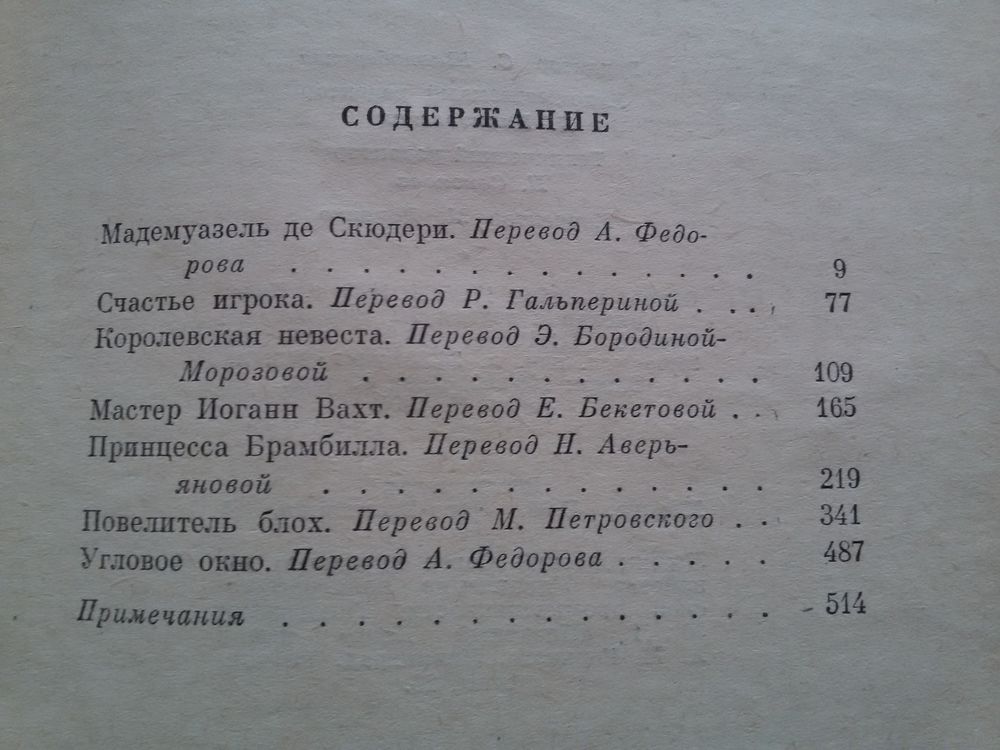 СОДЕРЖАНИЕ
Мадемуазель де Скюдери. Перевод А. Федо-
рова . . . . . . . . . . . . . 9
Счастье игрока. Перевод Р. Гальпериной . . . 77
Королевская невеста. Перевод Э. Бородиной-
Морозовой . . . . . . . . . . . . 109
Мастер Иоганн Вахт. Перевод Е. Бекетовой . . 165
Принцесса Брамбилла. Перевод Н. Аверь-
яновой . . . . . . . . . . . . . 219
Повелитель блох. Перевод М. Петровского . . 341
Угловое окно. Перевод А. Федорова . . . . . 487
Примечания . . . . . . . . . . . . . . 514